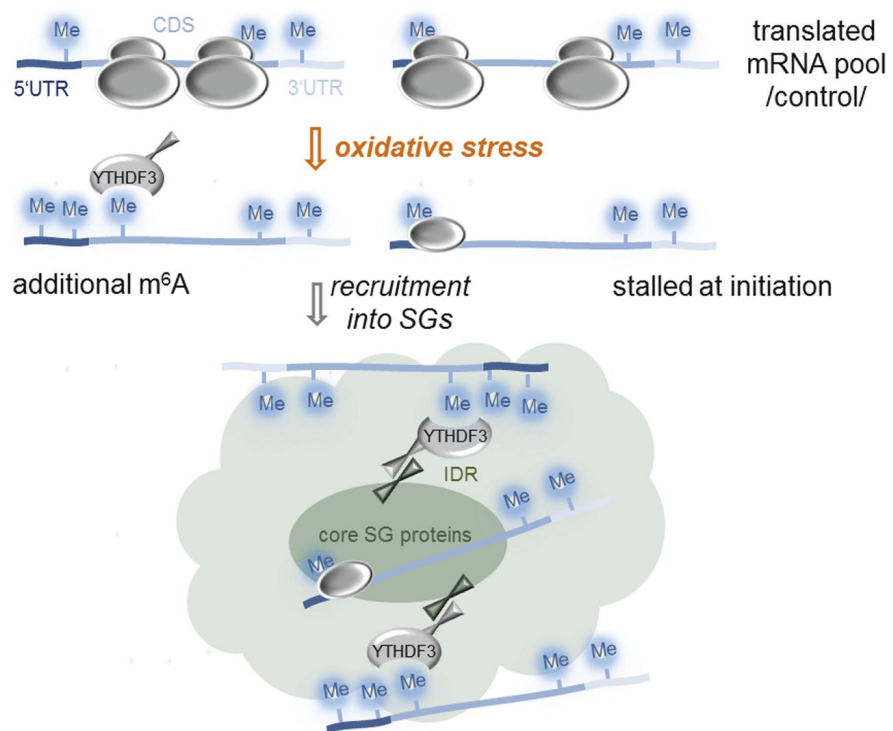 Me CDS Me Me Me Me Me translated
mRNA pool
5'UTR 3'UTR /control/
oxidative stress
YTHDF3
Me Me Me Me Me Me Me Me
additional m⁶A recruitment stalled at initiation
into SGs
Me Me Me Me Me
YTHDF3
IDR
Me Me
core SG proteins
Me
YTHDF3
Me Me
Me Me Me